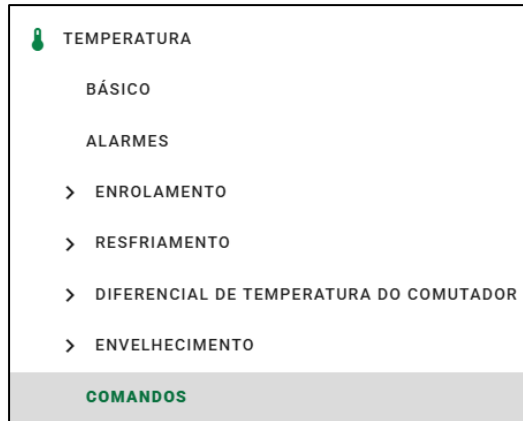 TEMPERATURA
BÁSICO
ALARMES
ENROLAMENTO
RESFRIAMENTO
DIFERENCIAL DE TEMPERATURA DO COMUTADOR
ENVELHECIMENTO
COMANDOS